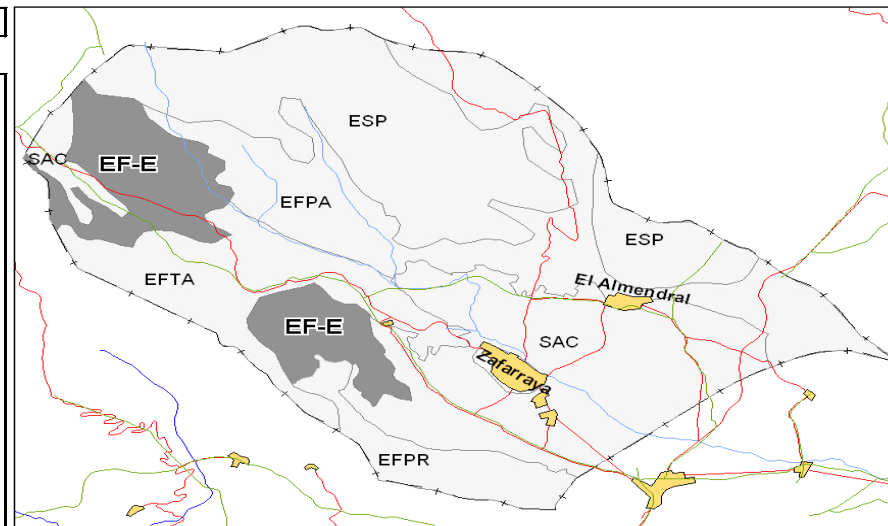 ESP
SAC
EF-E
EFPA
ESP
EFTA
El Almendral
EF-E
SAC
Zafarraya
EFPR